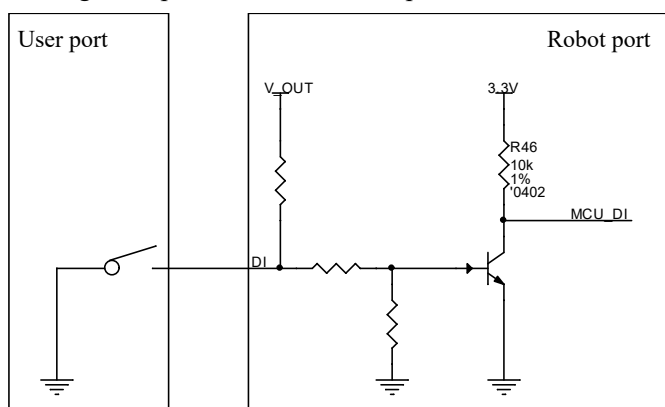 User port
Robot port
V_OUT
3.3V
R46
10k
1%
'0402
MCU_DI
DI